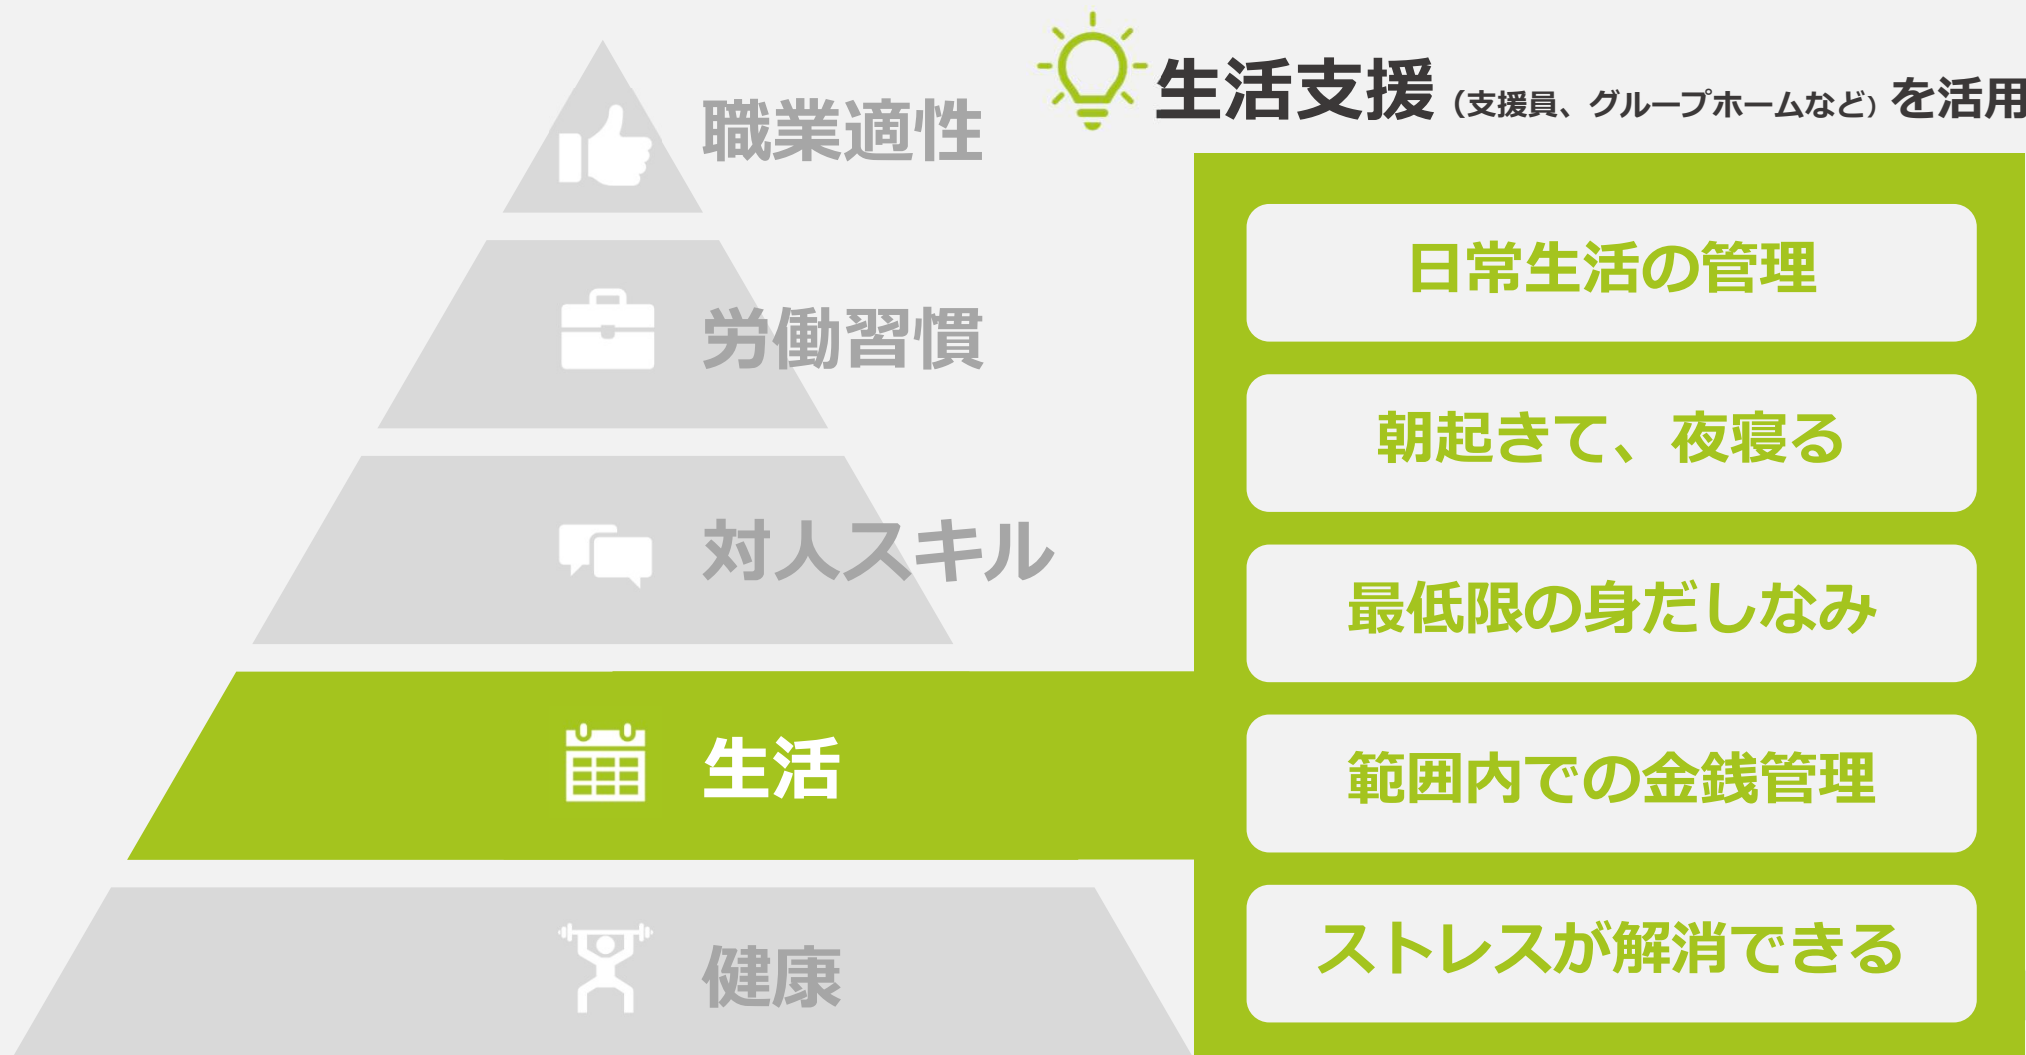 職業適性
労働習慣
対人スキル
生活
健康
生活支援（支援員、グループホームなど）を活用
日常生活の管理
朝起きて、夜寝る
最低限の身だしなみ
範囲内での金銭管理
ストレスが解消できる